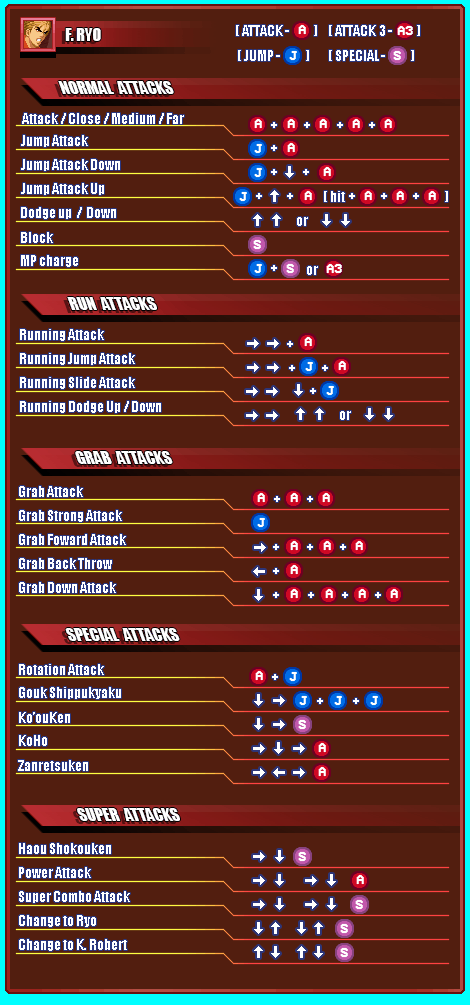 F. RYO
[ ATTACK - A ] [ ATTACK 3 - A3 ]
[ JUMP - J ] [ SPECIAL - S ]
NORMAL ATTACKS
Attack / Close / Medium / Far A + A + A + A + A
Jump Attack J + A
Jump Attack Down J + ↓ + A
Jump Attack Up J + ↑ + A [ hit + A + A + A ]
Dodge up / Down ↑ ↑ or ↓ ↓
Block S
MP charge J + S or A3
RUN ATTACKS
Running Attack → → + A
Running Jump Attack → → + J + A
Running Slide Attack → → ↓ + J
Running Dodge Up / Down → → ↑ ↑ or ↓ ↓
GRAB ATTACKS
Grab Attack A + A + A
Grab Strong Attack J
Grab Foward Attack → + A + A + A
Grab Back Throw ← + A
Grab Down Attack ↓ + A + A + A + A
SPECIAL ATTACKS
Rotation Attack A + J
Gouk Shippukyaku ↓ → J + J + J
Ko'ouKen ↓ → S
KoHo → ↓ → A
Zanretsuken → ← → A
SUPER ATTACKS
Haou Shokouken → ↓ S
Power Attack → ↓ → ↓ A
Super Combo Attack → ↓ → ↓ S
Change to Ryo ↓ ↑ ↓ ↑ S
Change to K. Robert ↑ ↓ ↑ ↓ S